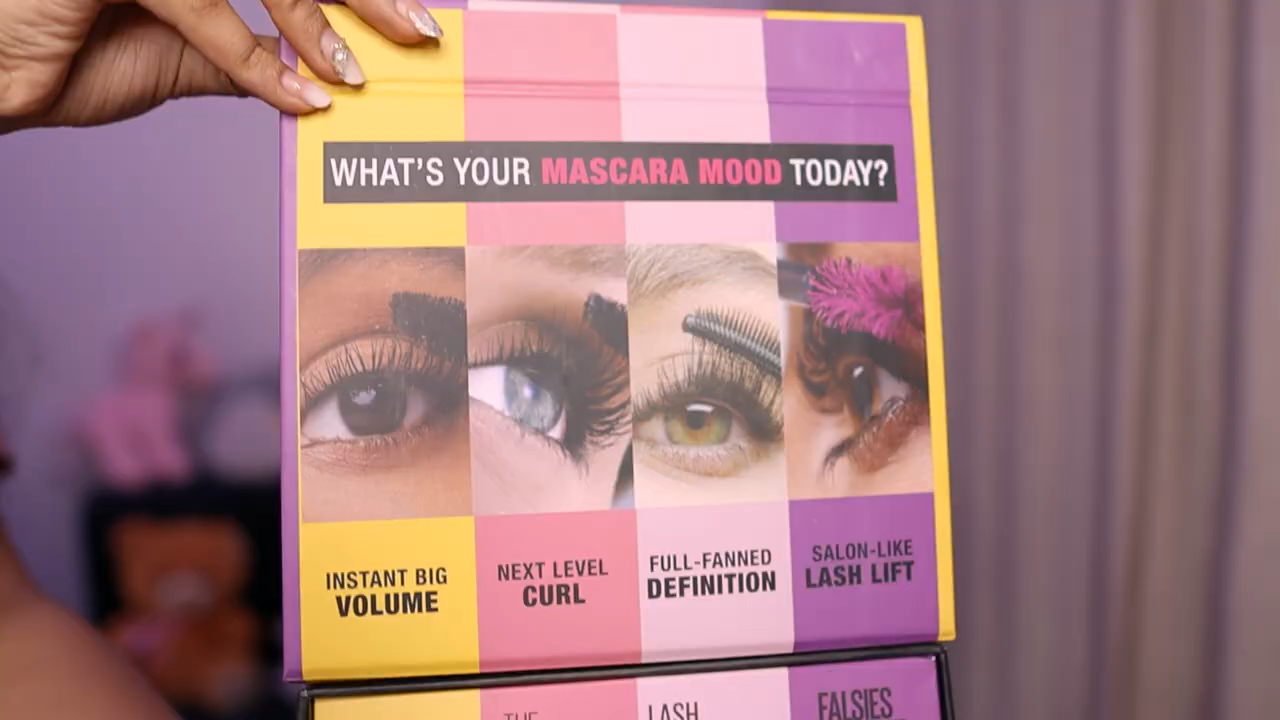 WHAT'S YOUR MASCARA MOOD TODAY?
INSTANT BIG
VOLUME
NEXT LEVEL
CURL
FULL-FANNED
DEFINITION
SALON-LIKE
LASH LIFT
THE
LASH
FALSIES